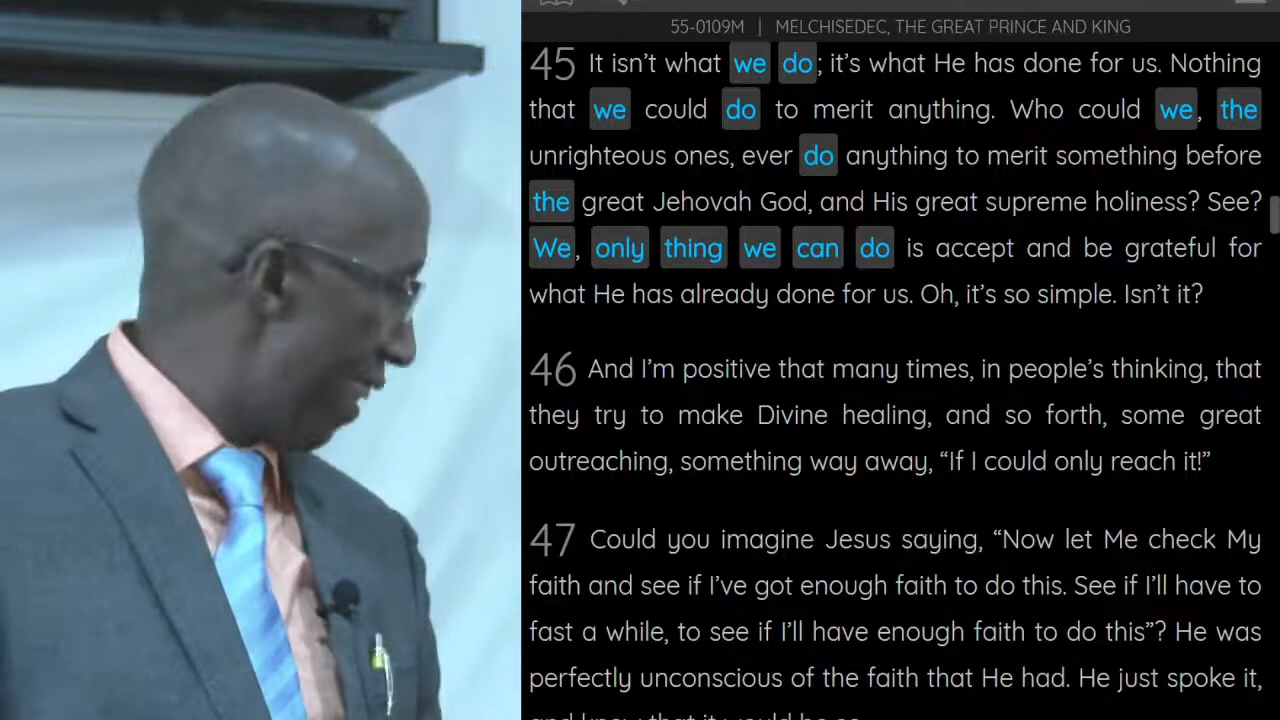 55-0109M | MELCHISEDEC, THE GREAT PRINCE AND KING
45 It isn't what we do; it's what He has done for us. Nothing
that we could do to merit anything. Who could we, the
unrighteous ones, ever do anything to merit something before
the great Jehovah God, and His great supreme holiness? See?
We, only thing we can do is accept and be grateful for
what He has already done for us. Oh, it's so simple. Isn't it?
46 And I'm positive that many times, in people's thinking, that
they try to make Divine healing, and so forth, some great
outreaching, something way away, “If I could only reach it!”
47 Could you imagine Jesus saying, “Now let Me check My
faith and see if I've got enough faith to do this. See if I'll have to
fast a while, to see if I'll have enough faith to do this”? He was
perfectly unconscious of the faith that He had. He just spoke it,